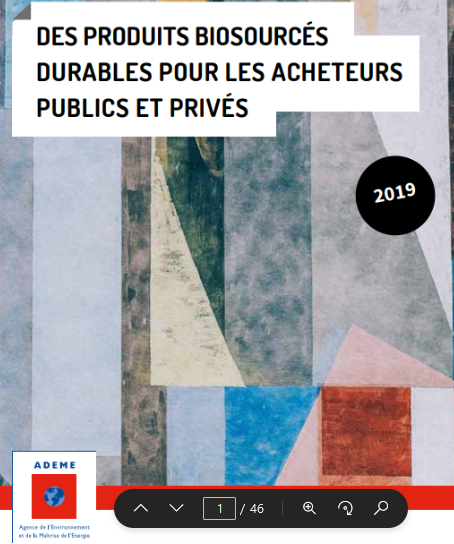 DES PRODUITS BIOSOURCÉS
DURABLES POUR LES ACHETEURS
PUBLICS ET PRIVÉS
2019
ADEME
Agence de l'Environnement
et de la Maîtrise de l'Energie
1 / 46